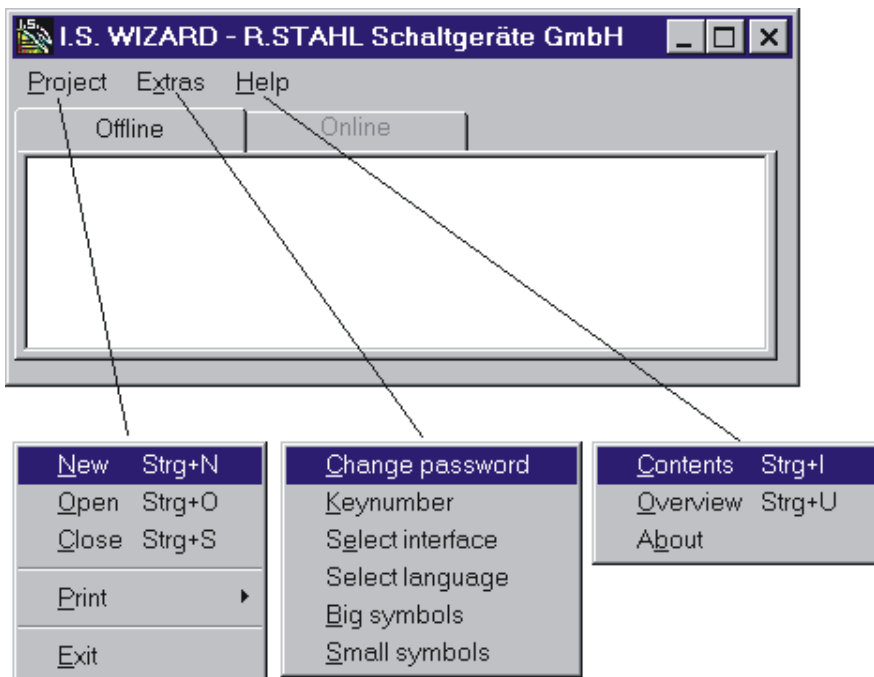 I.S. WIZARD - R.STAHL Schaltgeräte GmbH
Project Extras Help
Offline Online
New Strg+N
Open Strg+O
Close Strg+S
Print
Exit
Change password
Keynumber
Select interface
Select language
Big symbols
Small symbols
Contents Strg+I
Overview Strg+U
About